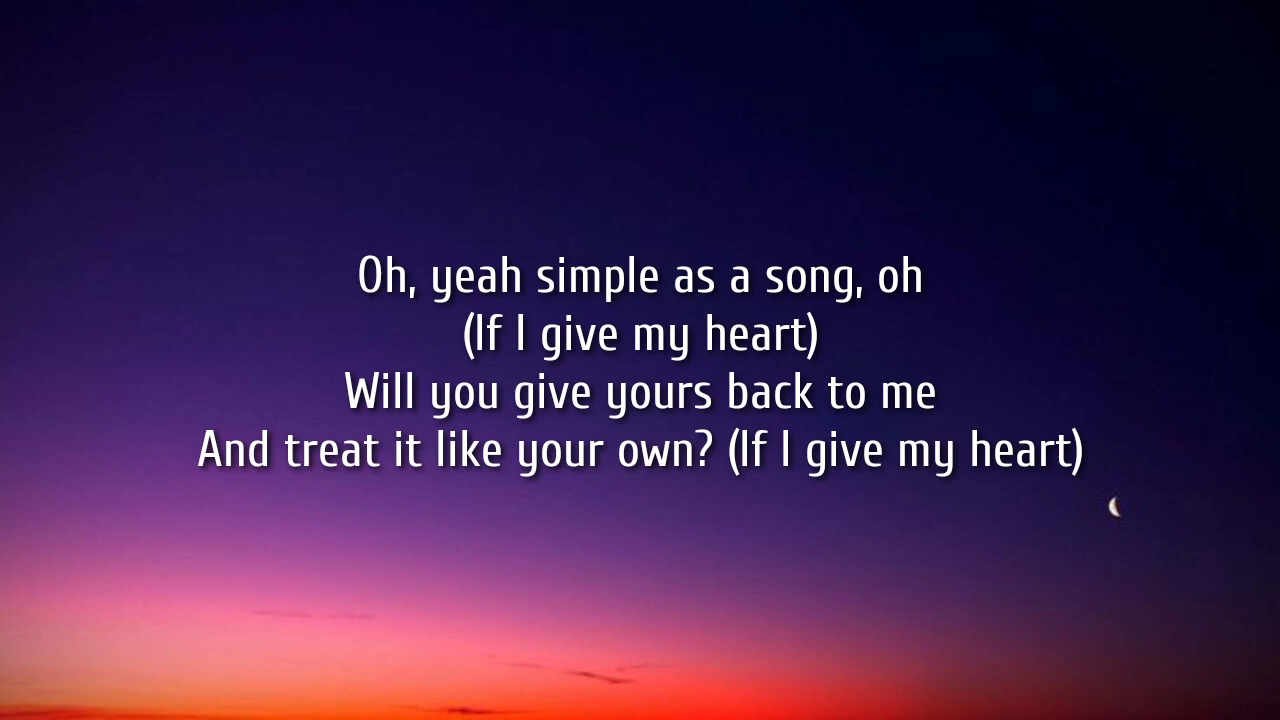 Oh, yeah simple as a song, oh
(If I give my heart)
Will you give yours back to me
And treat it like your own? (If I give my heart)